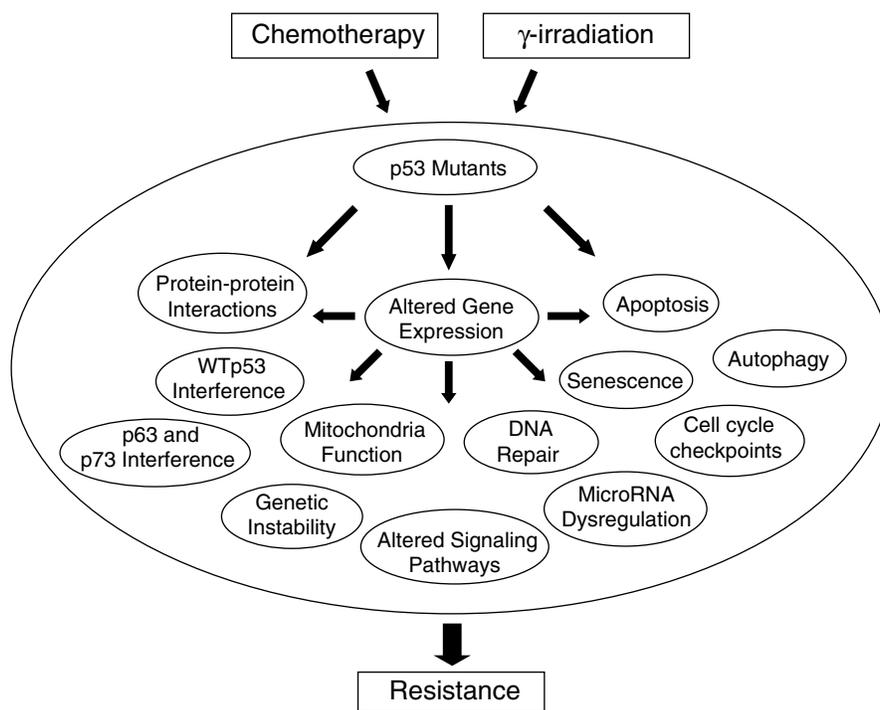 Chemotherapy
γ-irradiation
p53 Mutants
Protein-protein
Interactions
Altered Gene
Expression
Apoptosis
Autophagy
WTp53
Interference
Senescence
p63 and
p73 Interference
Mitochondria
Function
DNA
Repair
Cell cycle
checkpoints
Genetic
Instability
Altered Signaling
Pathways
MicroRNA
Dysregulation
Resistance